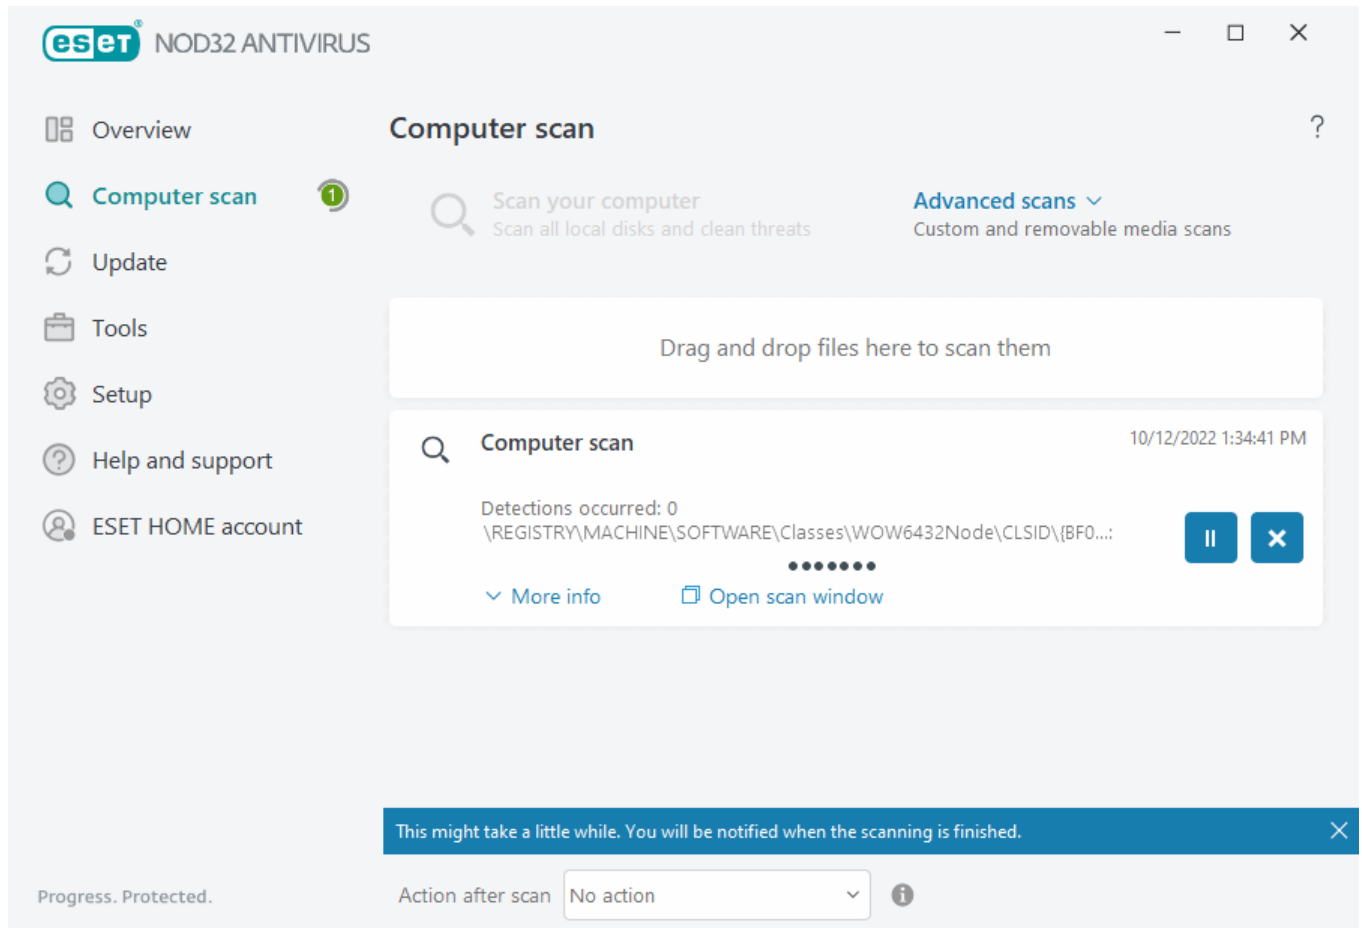 eset® NOD32 ANTIVIRUS
Overview
Computer scan 1
Update
Tools
Setup
Help and support
ESET HOME account
Progress. Protected.
Computer scan
?
Scan your computer
Scan all local disks and clean threats
Advanced scans
Custom and removable media scans
Drag and drop files here to scan them
Computer scan
10/12/2022 1:34:41 PM
Detections occurred: 0
\REGISTRY\MACHINE\SOFTWARE\Classes\WOW6432Node\CLSID\{BF0...:
More info
Open scan window
This might take a little while. You will be notified when the scanning is finished.
Action after scan
No action